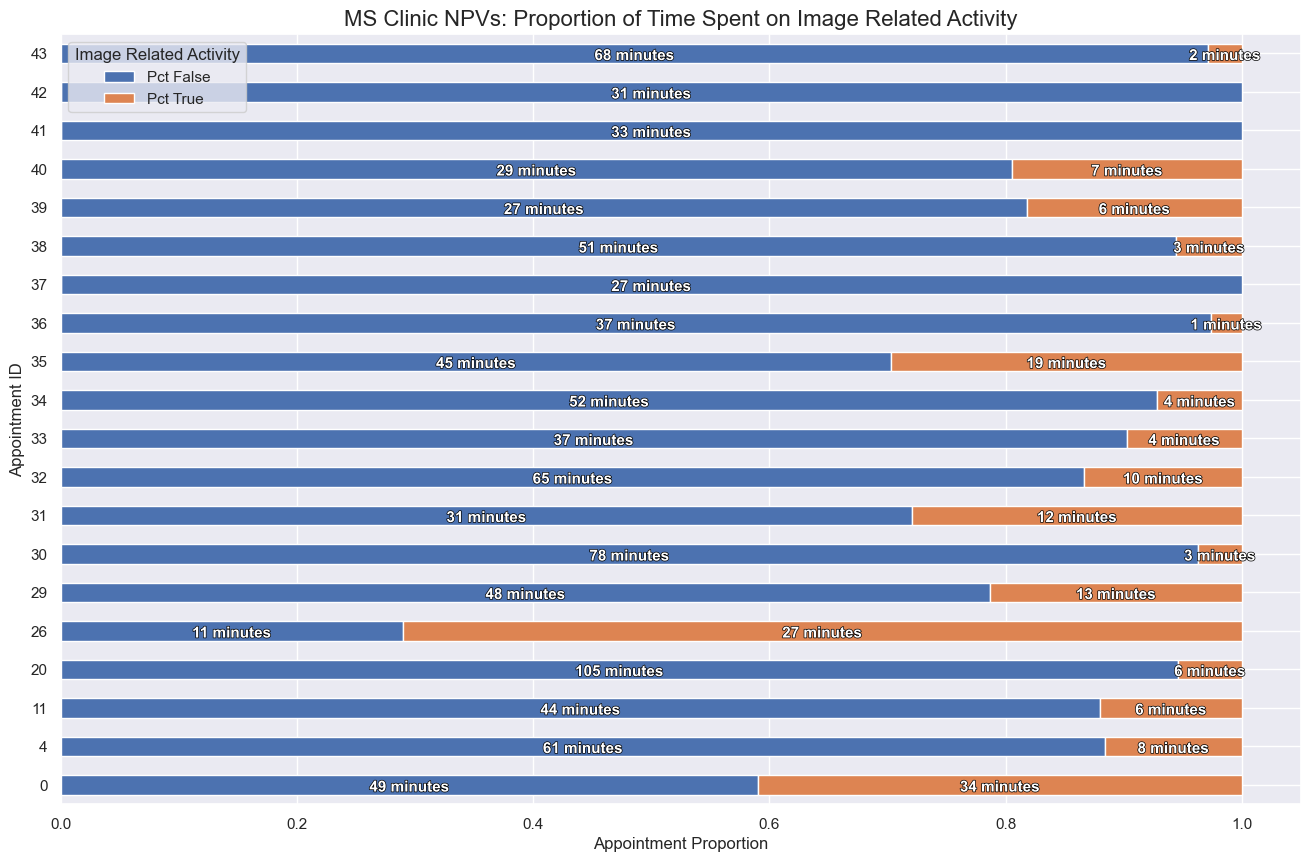 MS Clinic NPVs: Proportion of Time Spent on Image Related Activity
Image Related Activity
Pct False
Pct True
Appointment ID
43 68 minutes 2 minutes
42 31 minutes
41 33 minutes
40 29 minutes 7 minutes
39 27 minutes 6 minutes
38 51 minutes 3 minutes
37 27 minutes
36 37 minutes 1 minutes
35 45 minutes 19 minutes
34 52 minutes 4 minutes
33 37 minutes 4 minutes
32 65 minutes 10 minutes
31 31 minutes 12 minutes
30 78 minutes 3 minutes
29 48 minutes 13 minutes
26 11 minutes 27 minutes
20 105 minutes 6 minutes
11 44 minutes 6 minutes
4 61 minutes 8 minutes
0 49 minutes 34 minutes
0.0 0.2 0.4 0.6 0.8 1.0
Appointment Proportion